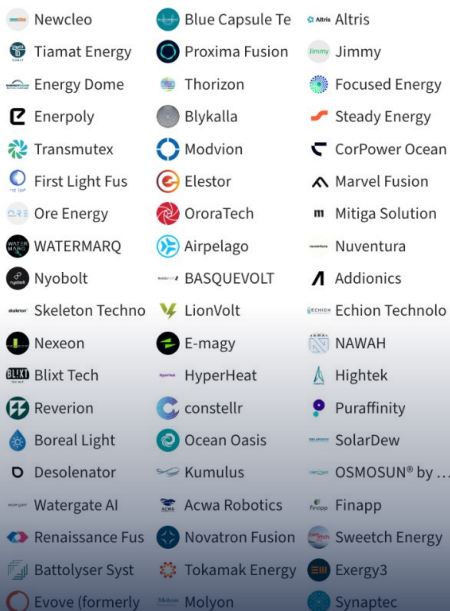 Newcleo
Blue Capsule Te
Altris Altris
Tiamat Energy
Proxima Fusion
Jimmy Jimmy
Energy Dome
Thorizon
Focused Energy
Enerpoly
Blykalla
Steady Energy
Transmutex
Modvion
CorPower Ocean
First Light Fus
Elestor
Marvel Fusion
Ore Energy
OroraTech
m Mitiga Solution
WATERMARQ
Airpelago
Nuventura
Nyobolt
BASQUEVOLT
Addionics
Skeleton Techno
LionVolt
Echion Technolo
Nexeon
E-magy
NAWAH
BLIXT Blixt Tech
HyperHeat
Hightek
Reverion
constellr
Puraffinity
Boreal Light
Ocean Oasis
SolarDew
Desolenator
Kumulus
OSMOSUN® by ...
Watergate AI
Acwa Robotics
Finapp
Renaissance Fus
Novatron Fusion
Sweetch Energy
Battolyser Syst
Tokamak Energy
Exergy3
Evove (formerly
Molyon
Synaptec